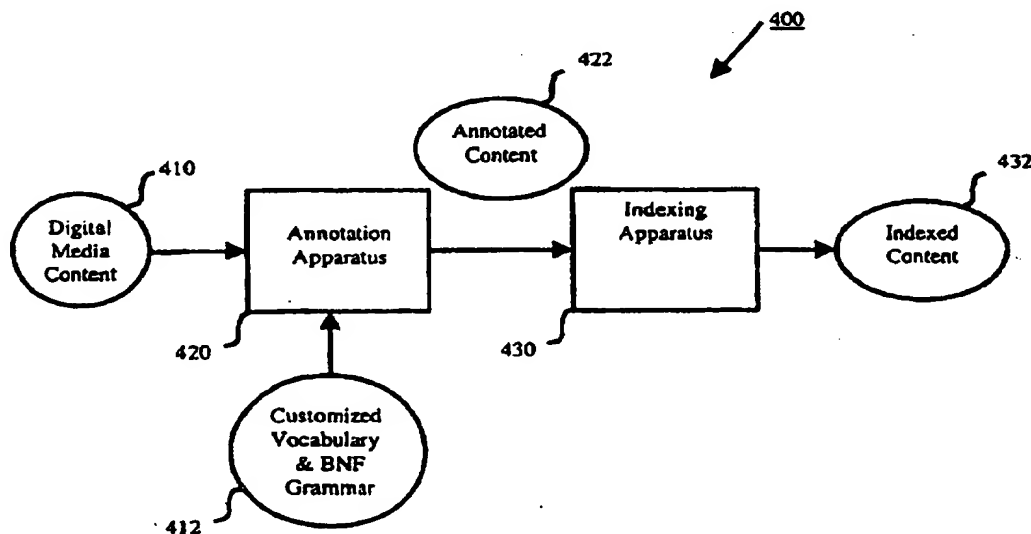 400
422
Annotated
Content
410
432
Digital
Media
Content
Annotation
Apparatus
Indexing
Apparatus
Indexed
Content
420
430
Customized
Vocabulary
& BNF
Grammar
412